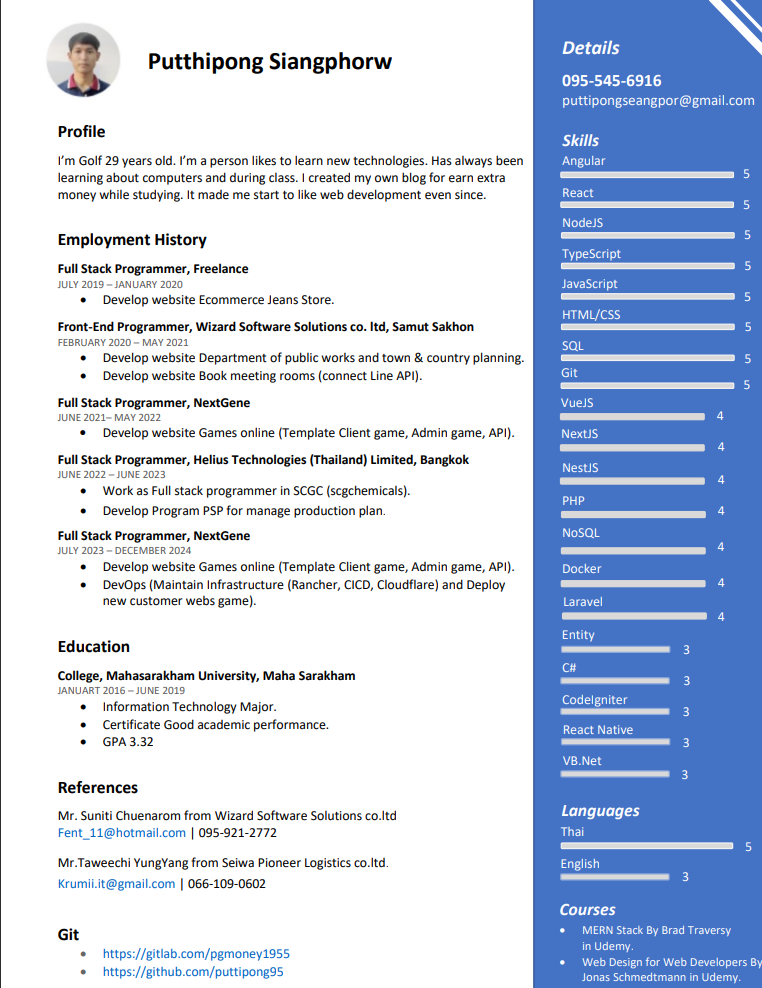 Putthipong Siangphorw
Profile
I’m Golf 29 years old. I’m a person likes to learn new technologies. Has always been
learning about computers and during class. I created my own blog for earn extra
money while studying. It made me start to like web development even since.
Employment History
Full Stack Programmer, Freelance
JULY 2019 – JANUARY 2020
• Develop website Ecommerce Jeans Store.
Front-End Programmer, Wizard Software Solutions co. ltd, Samut Sakhon
FEBRUARY 2020 – MAY 2021
• Develop website Department of public works and town & country planning.
• Develop website Book meeting rooms (connect Line API).
Full Stack Programmer, NextGene
JUNE 2021– MAY 2022
• Develop website Games online (Template Client game, Admin game, API).
Full Stack Programmer, Helius Technologies (Thailand) Limited, Bangkok
JUNE 2022 – JUNE 2023
• Work as Full stack programmer in SCGC (scgchemicals).
• Develop Program PSP for manage production plan.
Full Stack Programmer, NextGene
JULY 2023 – DECEMBER 2024
• Develop website Games online (Template Client game, Admin game, API).
• DevOps (Maintain Infrastructure (Rancher, CICD, Cloudflare) and Deploy
new customer webs game).
Education
College, Mahasarakham University, Maha Sarakham
JANUART 2016 – JUNE 2019
• Information Technology Major.
• Certificate Good academic performance.
• GPA 3.32
References
Mr. Suniti Chuenarom from Wizard Software Solutions co.ltd
Fent_11@hotmail.com | 095-921-2772
Mr.Taweechi YungYang from Seiwa Pioneer Logistics co.ltd.
Krumii.it@gmail.com | 066-109-0602
Git
• https://gitlab.com/pgmoney1955
• https://github.com/puttipong95
Details
095-545-6916
puttipongseangpor@gmail.com
Skills
Angular
5
React
5
NodeJS
5
TypeScript
5
JavaScript
5
HTML/CSS
5
SQL
5
Git
5
VueJS
4
NextJS
4
NestJS
4
PHP
4
NoSQL
4
Docker
4
Laravel
4
Entity
3
C#
3
CodeIgniter
3
React Native
3
VB.Net
3
Languages
Thai
5
English
3
Courses
• MERN Stack By Brad Traversy
in Udemy.
• Web Design for Web Developers By
Jonas Schmedtmann in Udemy.